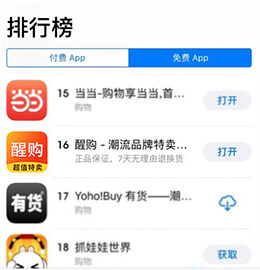 排行榜
付费 App
免费 App
15 当当-购物享当当,首…
购物
打开
当当
16 醒购 - 潮流品牌特卖…
正品保证，7天无理由退换货
打开
醒购
超值特卖
17 Yoho!Buy 有货——潮…
购物
有货
18 抓娃娃世界
购物
获取